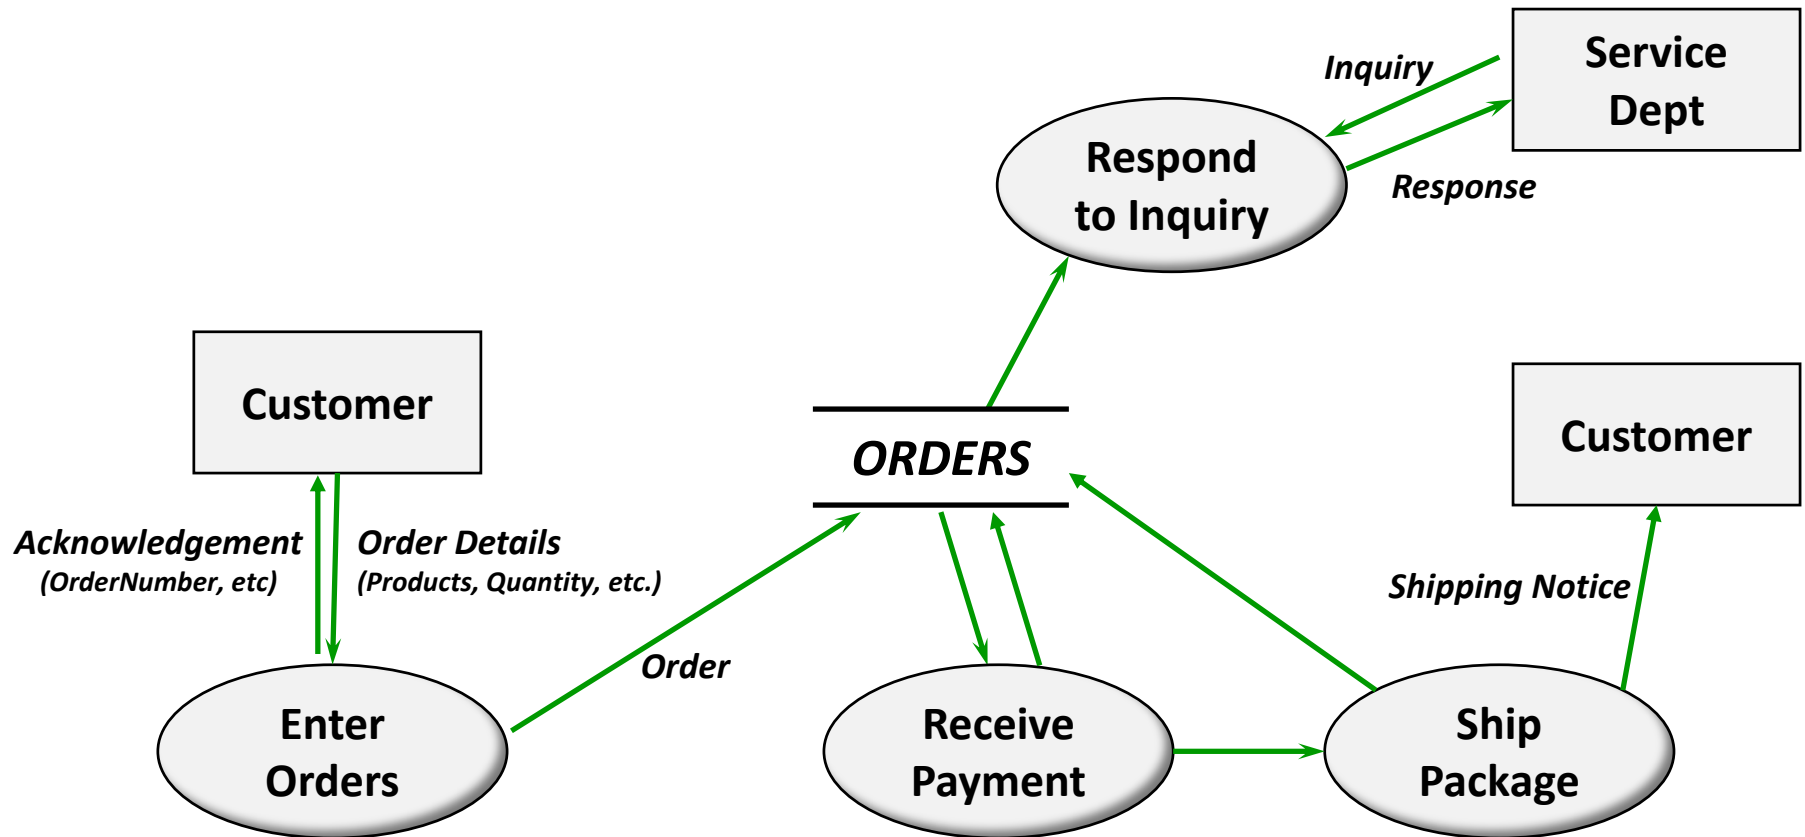 Service
Dept
Inquiry
Respond
to Inquiry
Response
Customer
ORDERS
Customer
Acknowledgement
(OrderNumber, etc)
Order Details
(Products, Quantity, etc.)
Shipping Notice
Order
Enter
Orders
Receive
Payment
Ship
Package